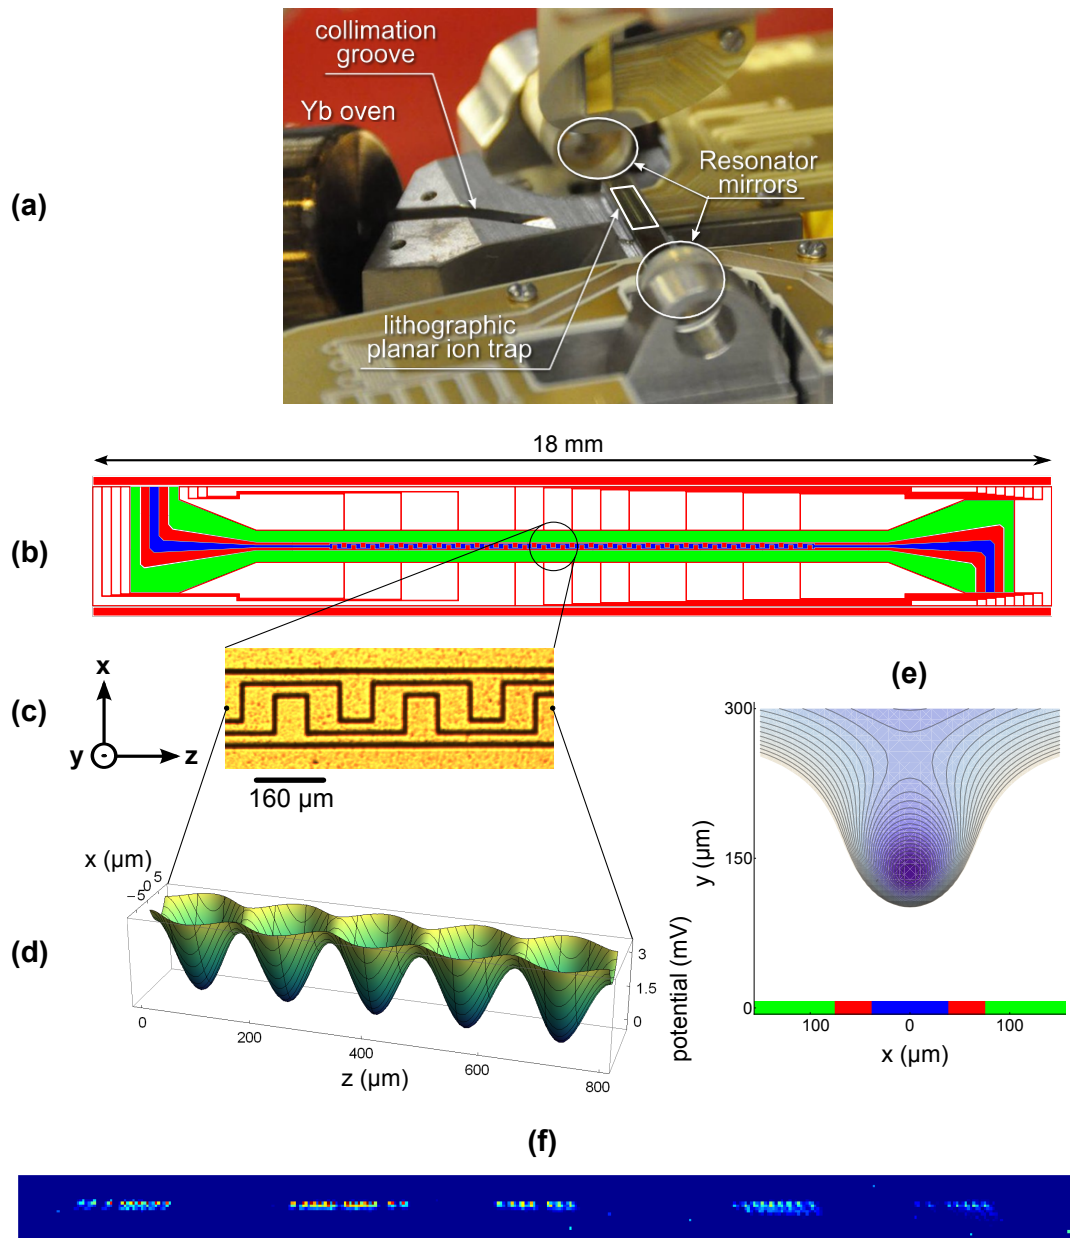 collimation
groove
Yb oven
Resonator
mirrors
(a)
lithographic
planar ion trap
18 mm
(b)
(e)
x
(c)
y
z
160 μm
300
y (μm)
150
0
100
0
100
x (μm)
x (μm)
-5
0
5
(d)
0
200
400
600
800
z (μm)
3
1.5
0
potential (mV)
(f)